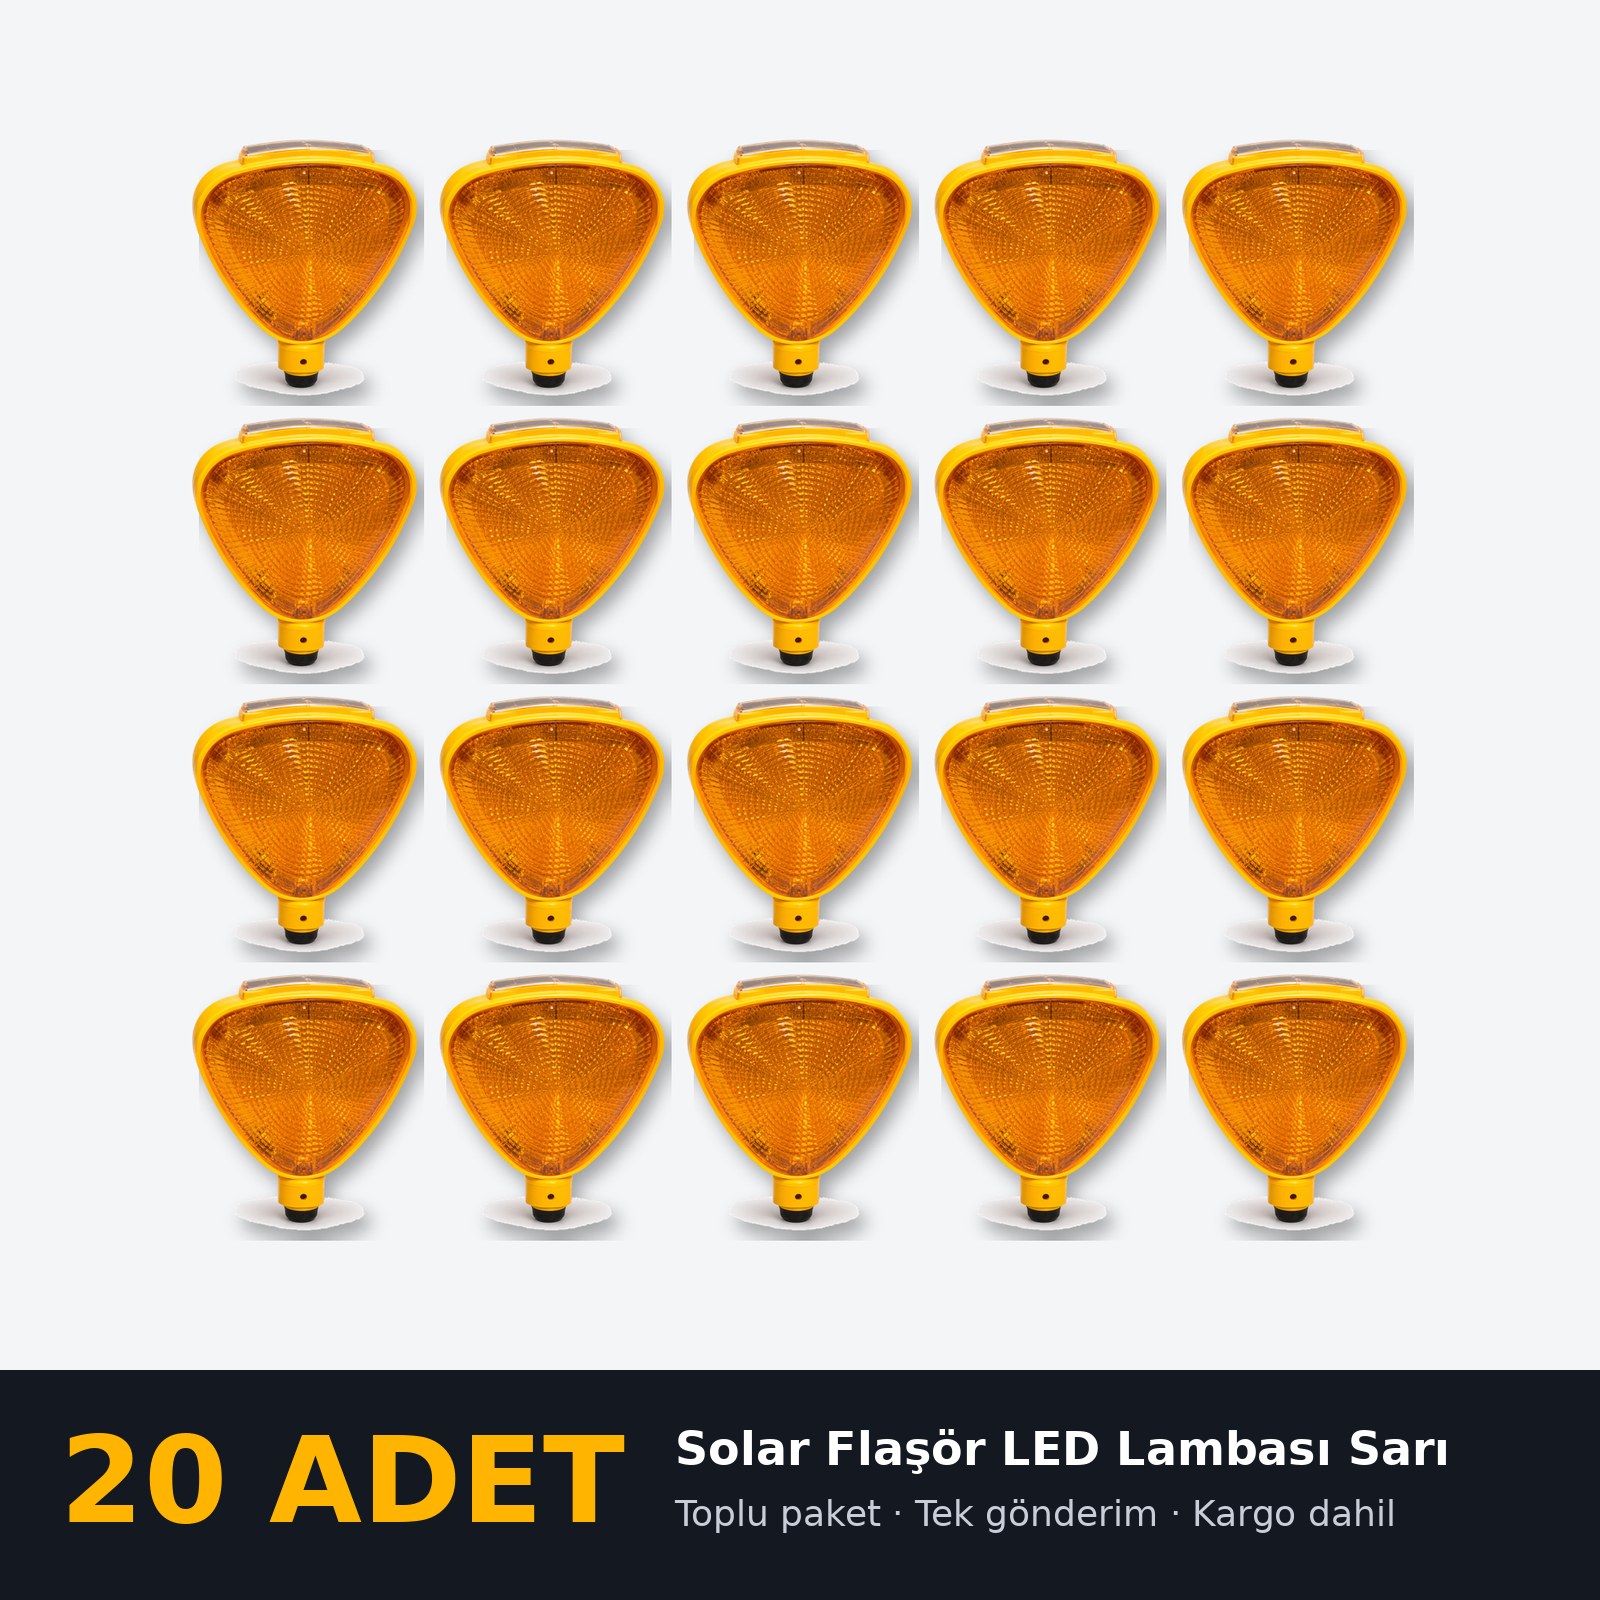 20 ADET
Solar Flaşör LED Lambası Sarı
Toplu paket · Tek gönderim · Kargo dahil